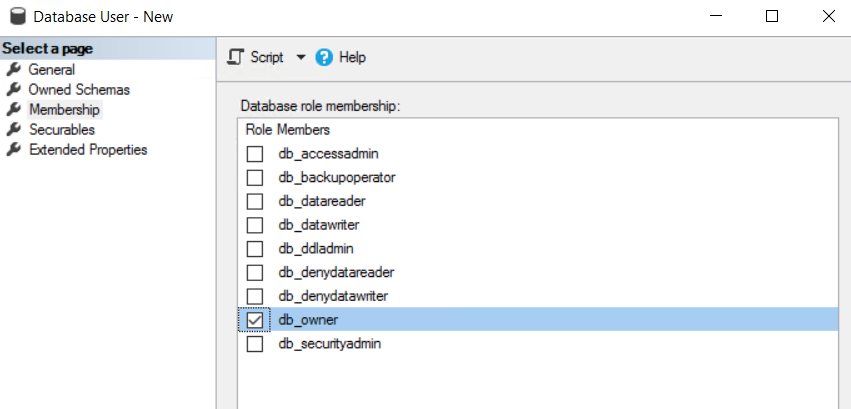 Database User - New
Select a page
General
Owned Schemas
Membership
Securables
Extended Properties
Script
Help
Database role membership:
Role Members
db_accessadmin
db_backupoperator
db_datareader
db_datawriter
db_ddladmin
db_denydatareader
db_denydatawriter
db_owner
db_securityadmin